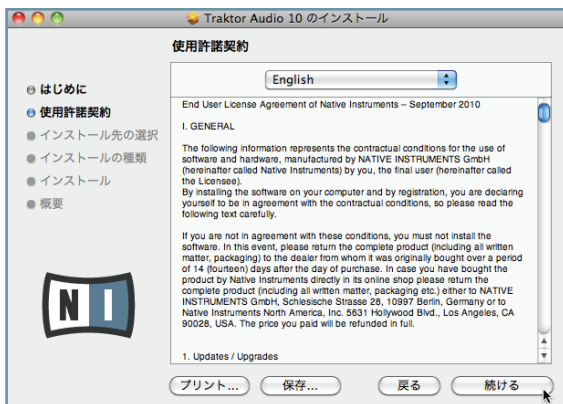 Traktor Audio 10 のインストール
使用許諾契約
はじめに
使用許諾契約
インストール先の選択
インストールの種類
インストール
概要
NI
English
End User License Agreement of Native Instruments – September 2010
I. GENERAL
The following information represents the contractual conditions for the use of
software and hardware, manufactured by NATIVE INSTRUMENTS GmbH
(hereinafter called Native Instruments) by you, the final user (hereinafter called
the Licensee).
By installing the software on your computer and by registration, you are declaring
yourself to be in agreement with the contractual conditions, so please read the
following text carefully.
If you are not in agreement with these conditions, you must not install the
software. In this event, please return the complete product (including all written
matter, packaging) to the dealer from whom it was originally bought over a period
of 14 (fourteen) days after the day of purchase. In case you have bought the
product by Native Instruments directly in its online shop please return the
complete product (including all written matter, packaging etc.) either to NATIVE
INSTRUMENTS GmbH, Schlesische Strasse 28, 10997 Berlin, Germany or to
Native Instruments North America, Inc. 5631 Hollywood Blvd., Los Angeles, CA
90028, USA. The price you paid will be refunded in full.
1. Updates / Upgrades
プリント...
保存...
戻る
続ける